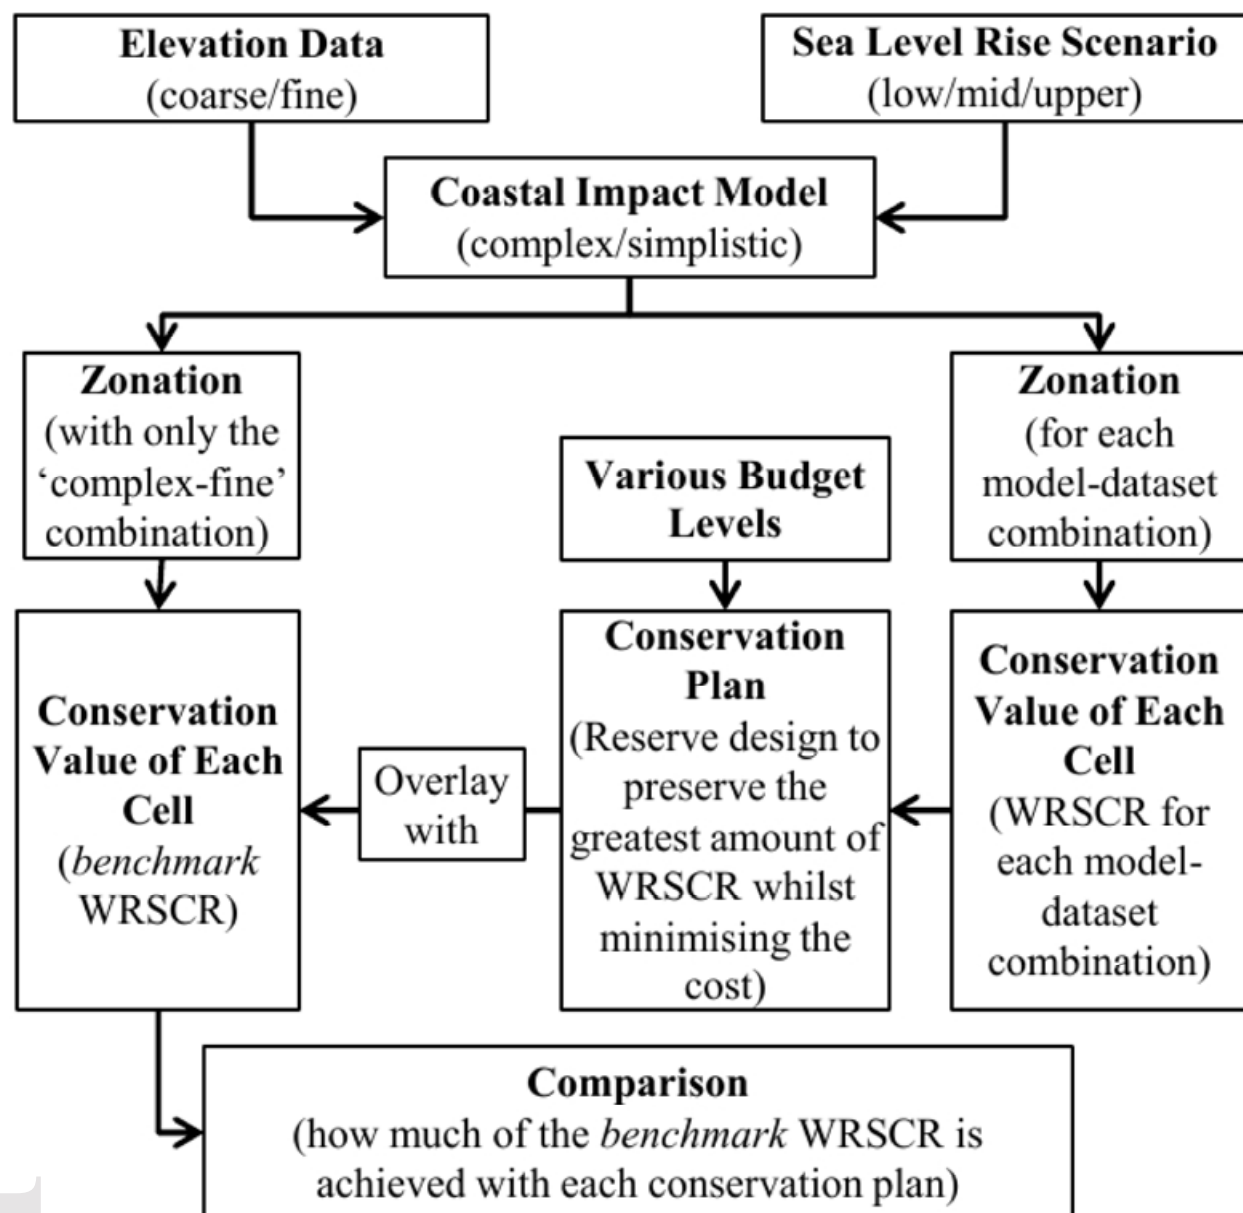 Elevation Data
(coarse/fine)
Sea Level Rise Scenario
(low/mid/upper)
Coastal Impact Model
(complex/simplistic)
Zonation
(with only the
‘complex-fine’
combination)
Various Budget
Levels
Zonation
(for each
model-dataset
combination)
Conservation
Value of Each
Cell
(benchmark
WRSCR)
Overlay
with
Conservation
Plan
(Reserve design to
preserve the
greatest amount of
WRSCR whilst
minimising the
cost)
Conservation
Value of Each
Cell
(WRSCR for
each model-
dataset
combination)
Comparison
(how much of the benchmark WRSCR is
achieved with each conservation plan)